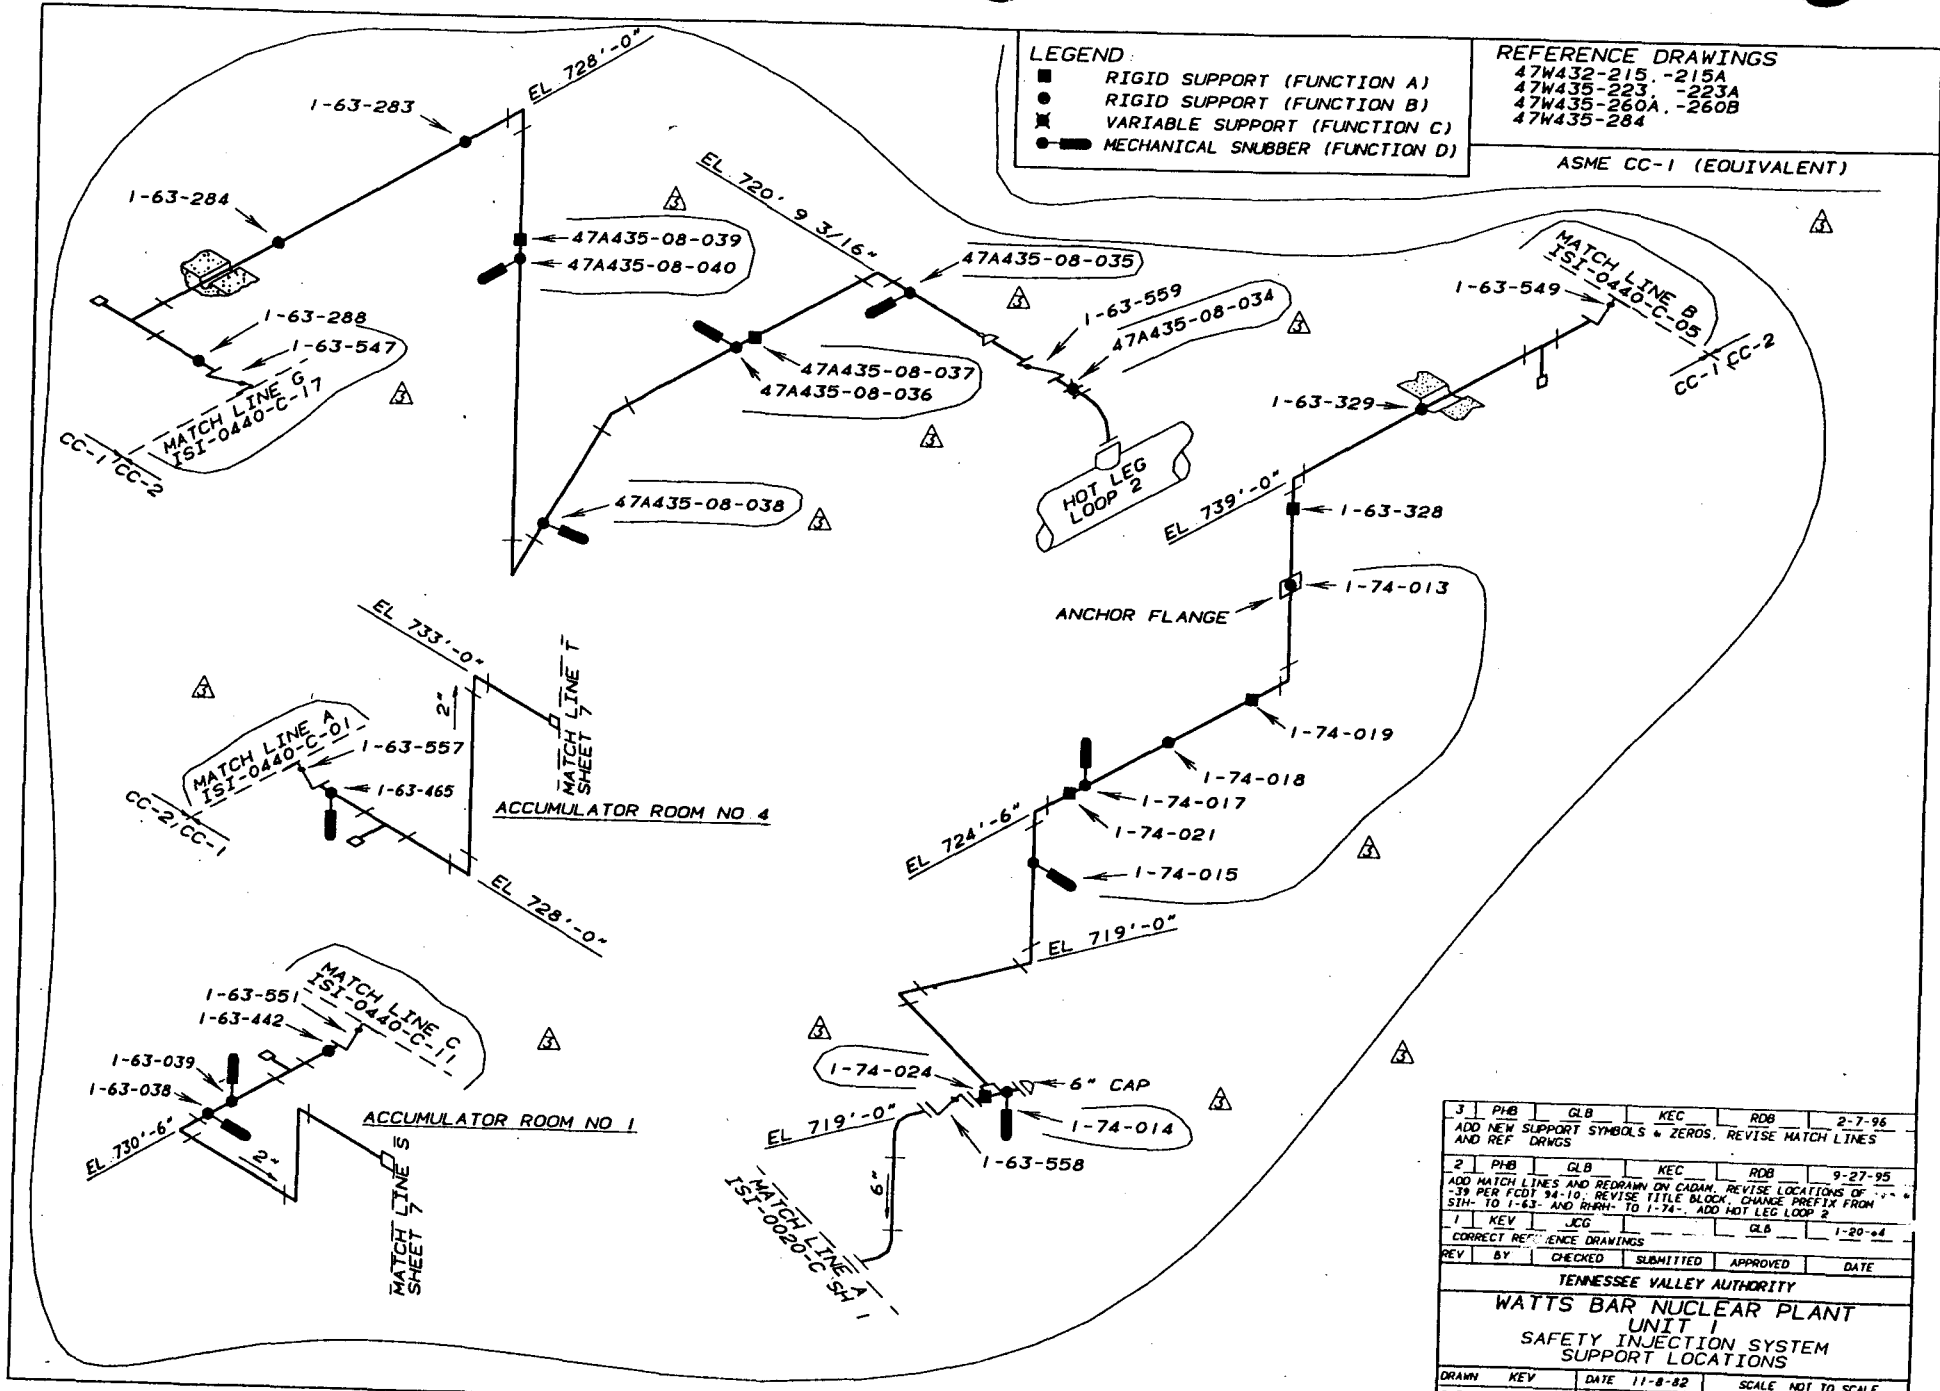 LEGEND:
RIGID SUPPORT (FUNCTION A)
RIGID SUPPORT (FUNCTION B)
VARIABLE SUPPORT (FUNCTION C)
MECHANICAL SNUBBER (FUNCTION D)
REFERENCE DRAWINGS
47W432-215, -215A
47W435-223, -223A
47W435-260A, -260B
47W435-284
ASME CC-1 (EQUIVALENT)
EL 728'-0"
1-63-283
1-63-284
47A435-08-039
47A435-08-040
3
EL. 720' 9 3/16"
47A435-08-035
3
1-63-559
47A435-08-034
3
3
MATCH LINE B
ISI-0440-C-05
1-63-549
CC-1 CC-2
1-63-288
1-63-547
MATCH LINE G
ISI-0440-C-17
CC-1 CC-2
3
47A435-08-037
47A435-08-036
3
1-63-329
HOT LEG
LOOP 2
47A435-08-038
3
EL 739'-0"
1-63-328
1-74-013
ANCHOR FLANGE
EL 733'-0"
2"
MATCH LINE T
SHEET 7
3
MATCH LINE A
ISI-0440-C-01
1-63-557
1-63-465
CC-2 CC-1
ACCUMULATOR ROOM NO 4
EL 728'-0"
1-74-019
1-74-018
1-74-017
1-74-021
EL 724'-6"
1-74-015
3
EL 719'-0"
MATCH LINE C
ISI-0440-C-11
1-63-551
1-63-442
1-63-039
1-63-038
3
EL 730'-6"
2"
ACCUMULATOR ROOM NO 1
MATCH LINE S
SHEET 7
3
3
1-74-024
6" CAP
3
1-74-014
EL 719'-0"
1-63-558
6"
MATCH LINE A
ISI-0020-C SH 1
3 PHB GLB KEC RDB 2-7-96
ADD NEW SUPPORT SYMBOLS & ZEROS, REVISE MATCH LINES
AND REF DRWGS
2 PHB GLB KEC RDB 9-27-95
ADD MATCH LINES AND REDRAWN ON CADAM. REVISE LOCATIONS OF
-39 PER FCDT 94-10. REVISE TITLE BLOCK. CHANGE PREFIX FROM
SIH- TO 1-63- AND RHRH- TO 1-74-. ADD HOT LEG LOOP 2
1 KEV JCG GLB
CORRECT REFERENCE DRAWINGS
REV BY CHECKED SUBMITTED APPROVED DATE
TENNESSEE VALLEY AUTHORITY
WATTS BAR NUCLEAR PLANT
UNIT 1
SAFETY INJECTION SYSTEM
SUPPORT LOCATIONS
DRAWN KEV DATE 11-8-82 SCALE NOT TO SCALE